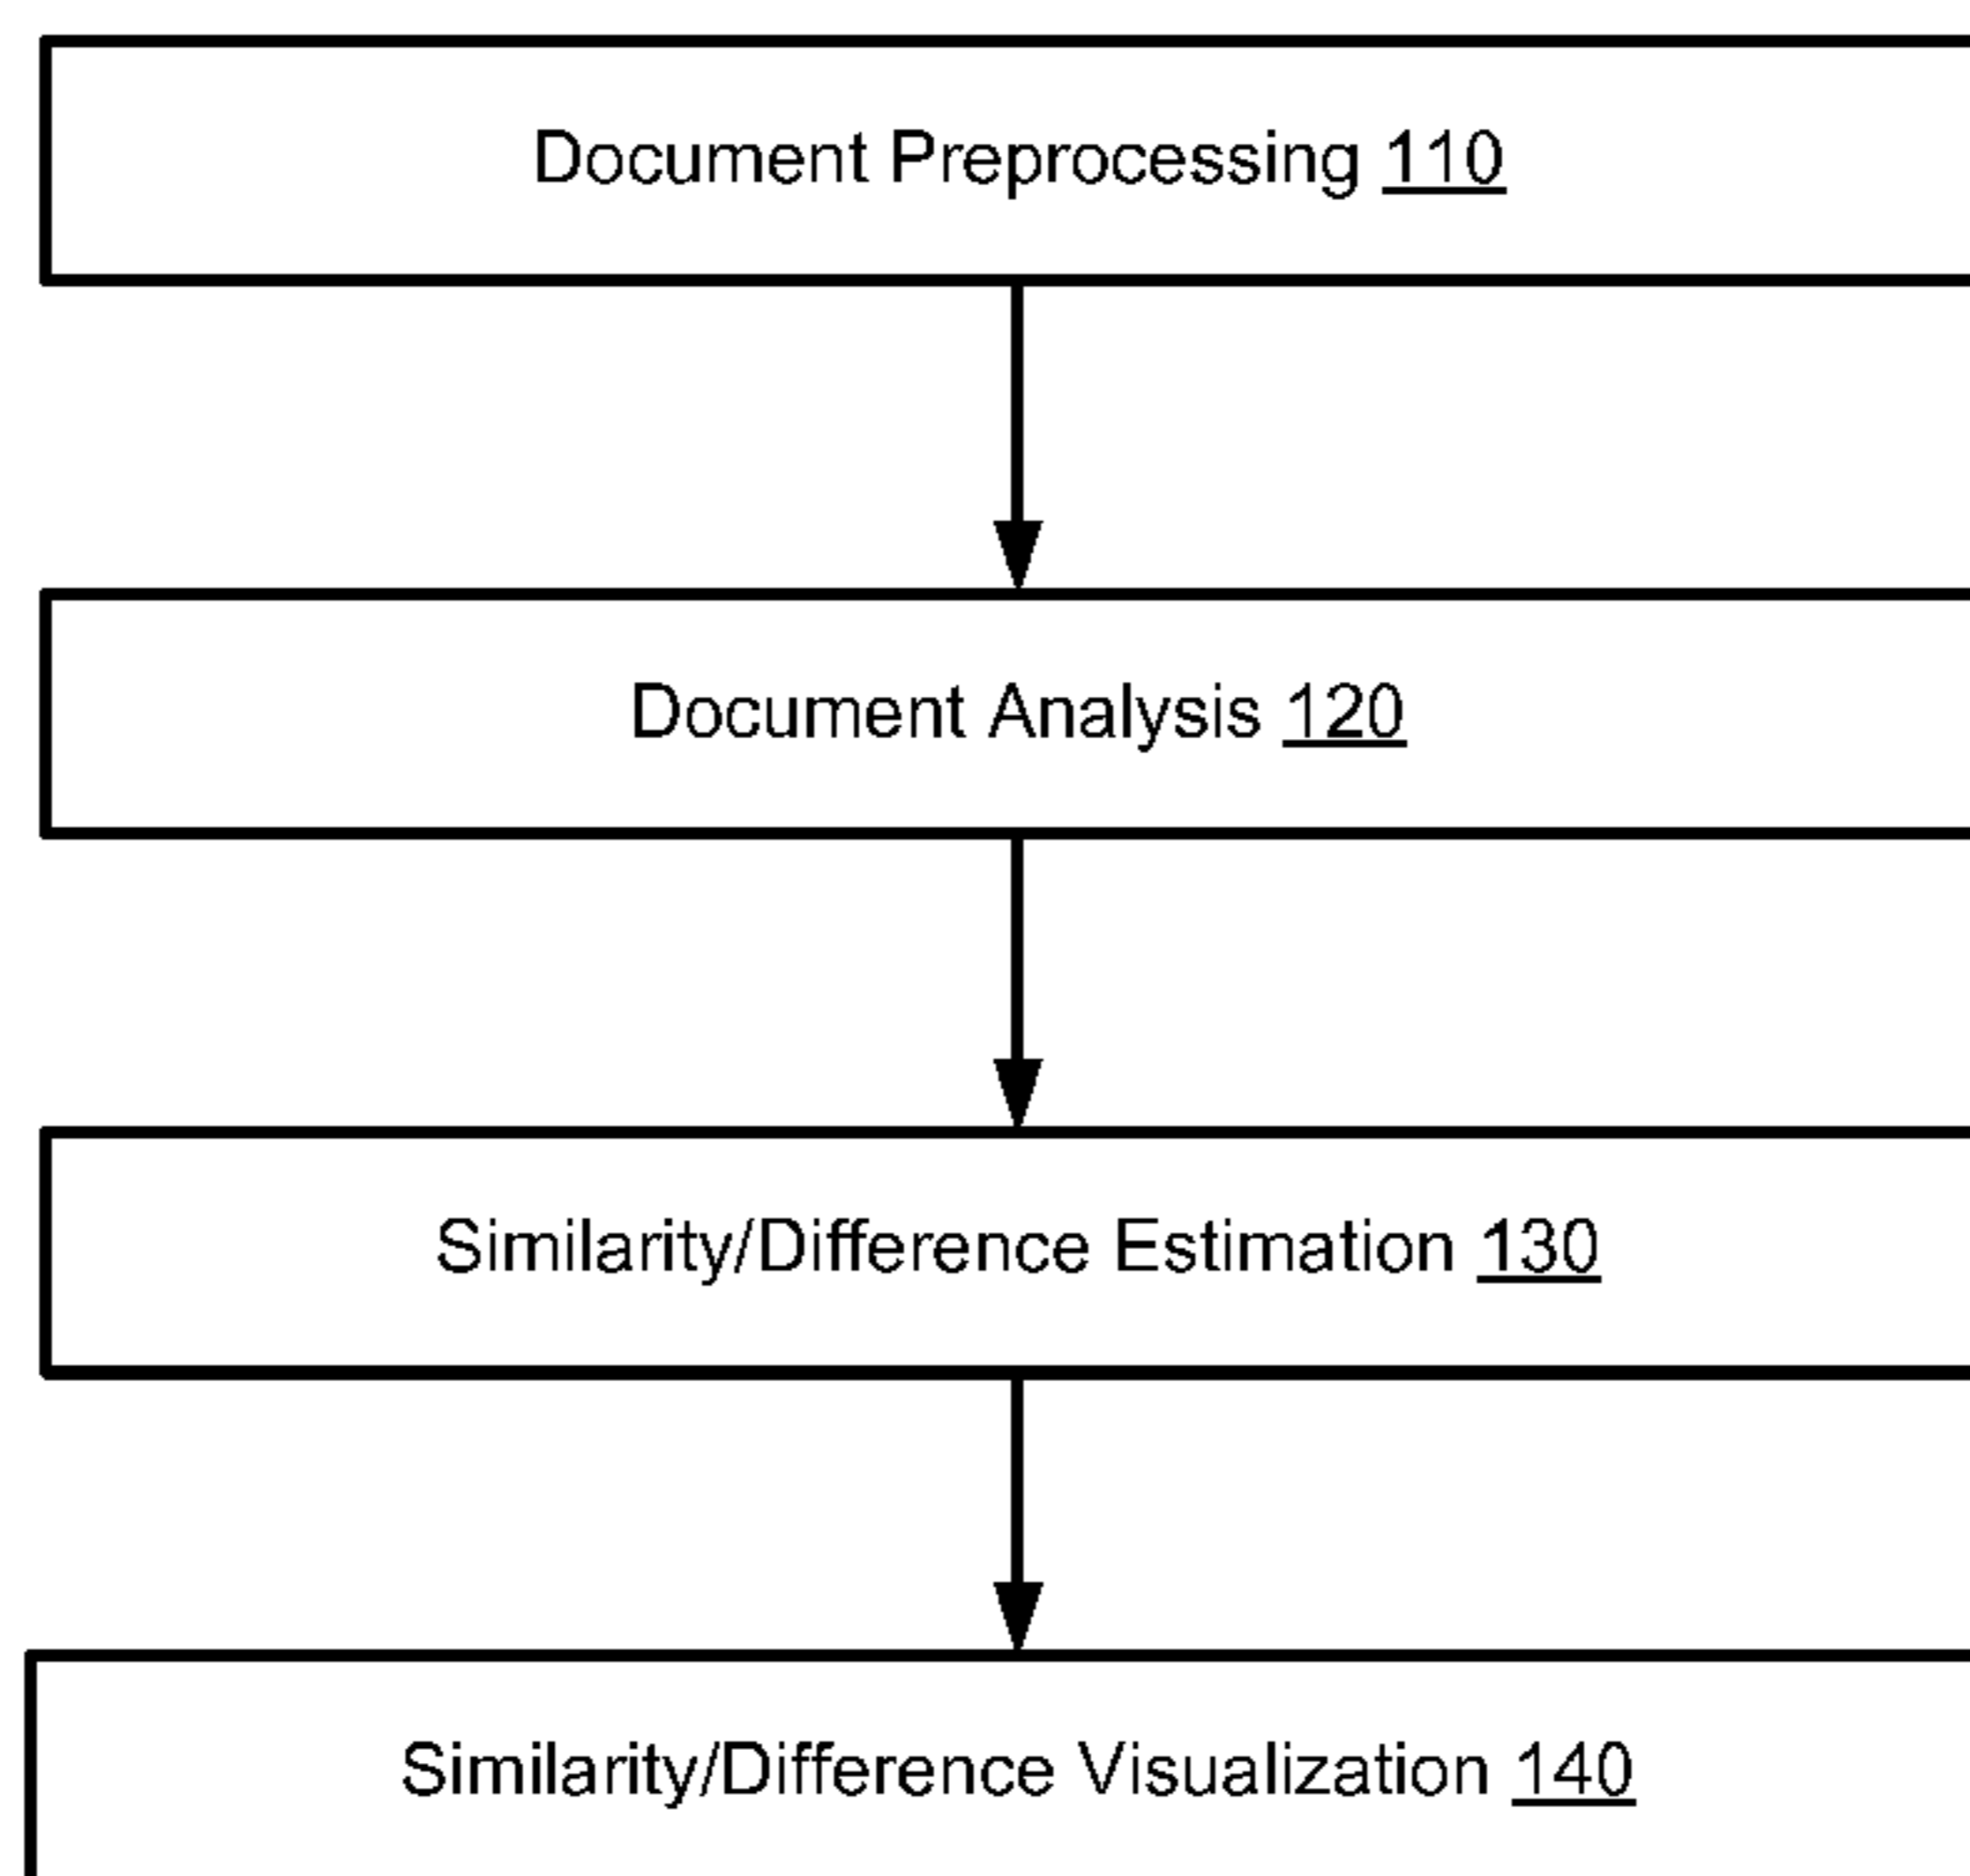 Document Preprocessing 110
Document Analysis 120
Similarity/Difference Estimation 130
Similarity/Difference Visualization 140